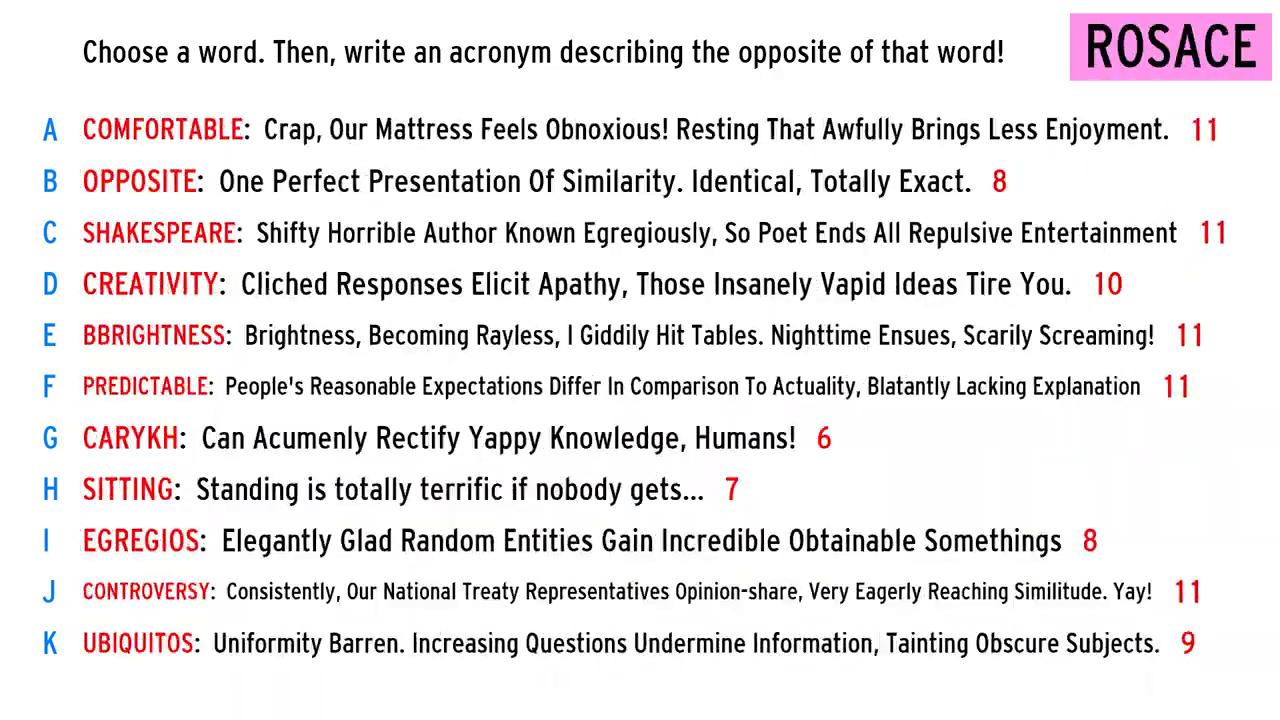 Choose a word. Then, write an acronym describing the opposite of that word!
ROSACE
A COMFORTABLE: Crap, Our Mattress Feels Obnoxious! Resting That Awfully Brings Less Enjoyment. 11
B OPPOSITE: One Perfect Presentation Of Similarity. Identical, Totally Exact. 8
C SHAKESPEARE: Shifty Horrible Author Known Egregiously, So Poet Ends All Repulsive Entertainment 11
D CREATIVITY: Cliched Responses Elicit Apathy, Those Insanely Vapid Ideas Tire You. 10
E BBRIGHTNESS: Brightness, Becoming Rayless, I Giddily Hit Tables. Nighttime Ensues, Scarily Screaming! 11
F PREDICTABLE: People's Reasonable Expectations Differ In Comparison To Actuality, Blatantly Lacking Explanation 11
G CARYKH: Can Acumenly Rectify Yappy Knowledge, Humans! 6
H SITTING: Standing is totally terrific if nobody gets... 7
I EGREGIOS: Elegantly Glad Random Entities Gain Incredible Obtainable Somethings 8
J CONTROVERSY: Consistently, Our National Treaty Representatives Opinion-share, Very Eagerly Reaching Similitude. Yay! 11
K UBIQUITOS: Uniformity Barren. Increasing Questions Undermine Information, Tainting Obscure Subjects. 9